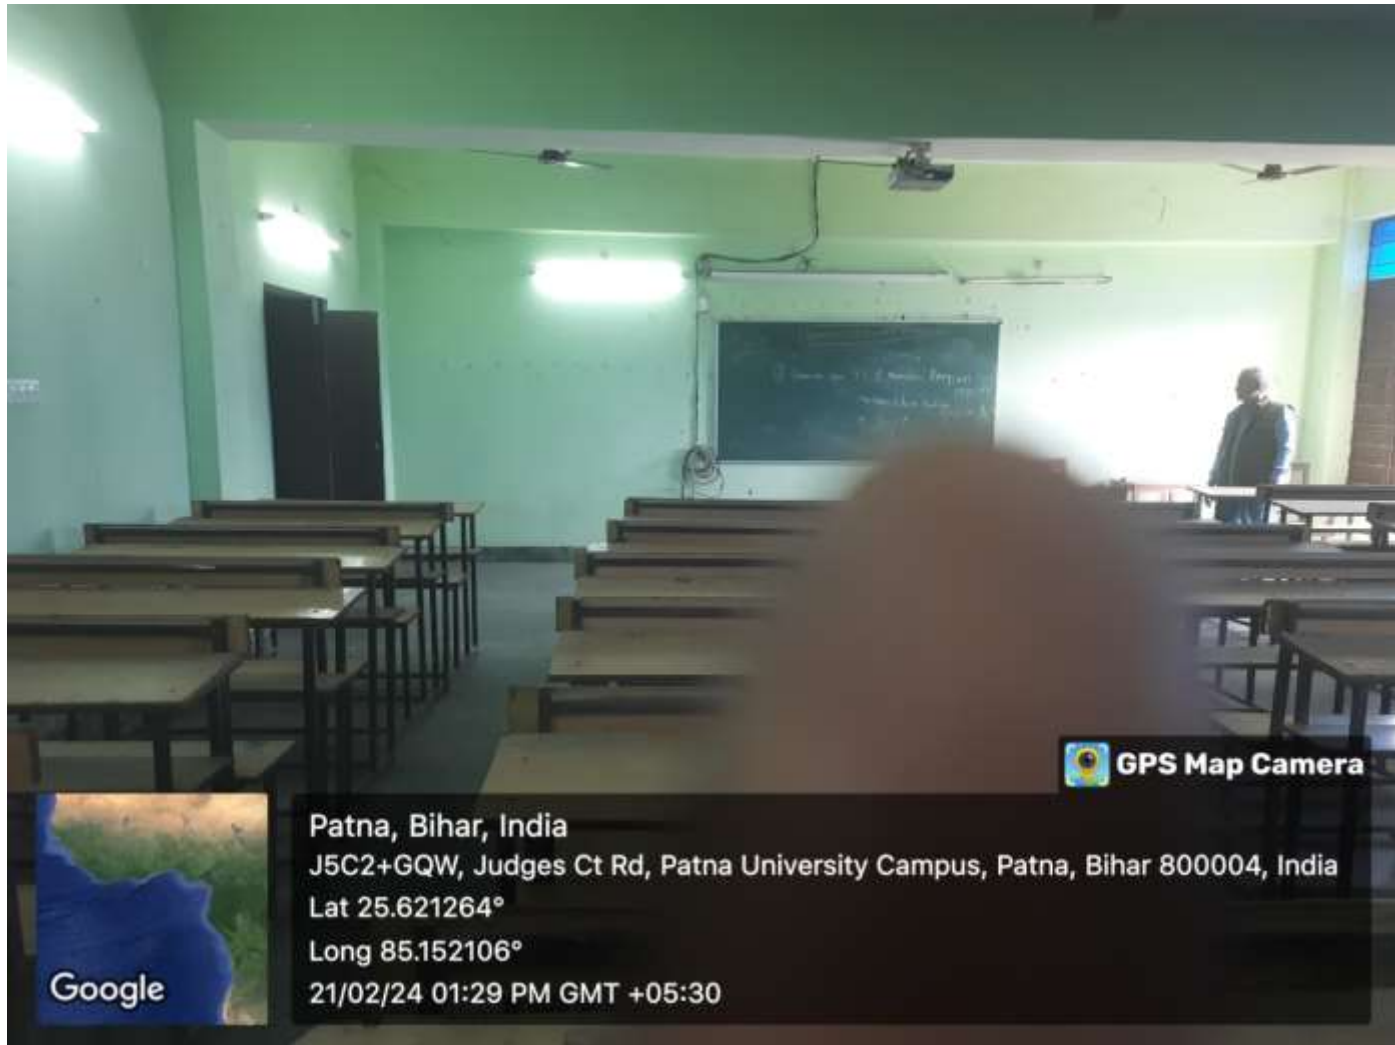 GPS Map Camera
Patna, Bihar, India
J5C2+GQW, Judges Ct Rd, Patna University Campus, Patna, Bihar 800004, India
Lat 25.621264°
Long 85.152106°
21/02/24 01:29 PM GMT +05:30
Google